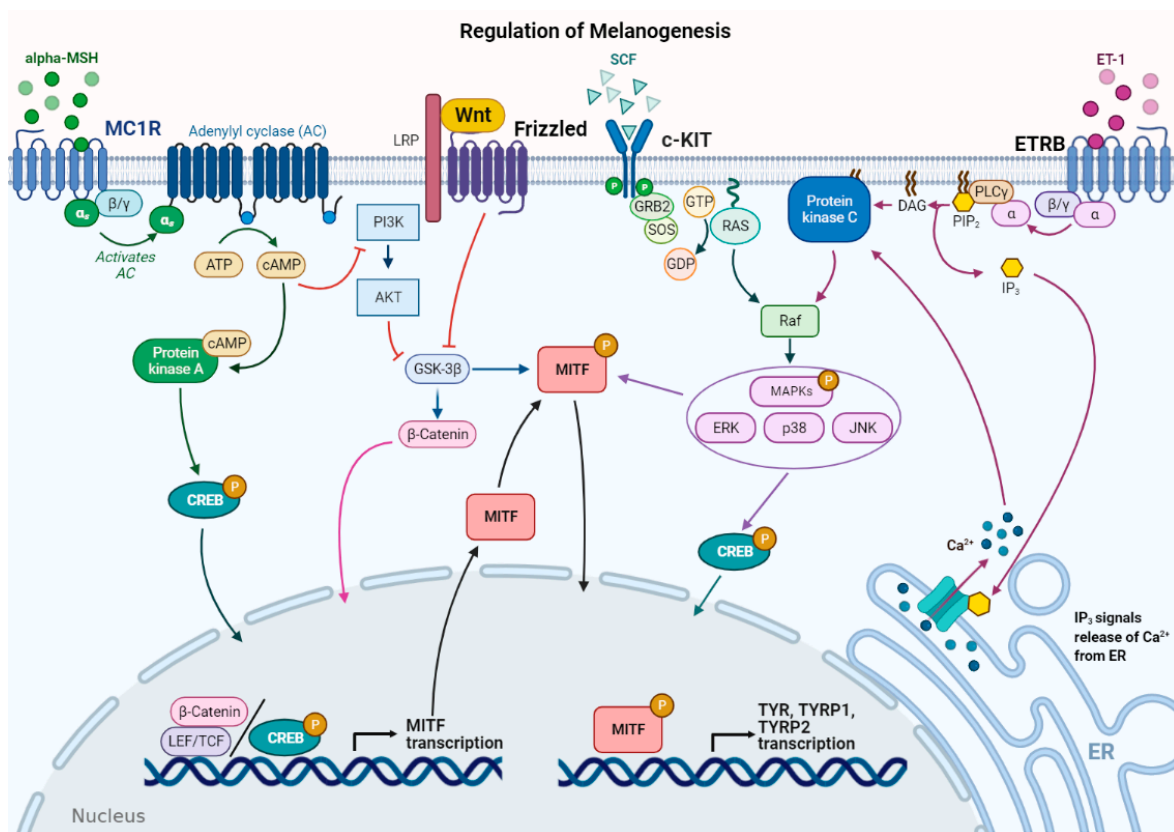 Regulation of Melanogenesis
alpha-MSH
SCF
ET-1
MC1R
Adenylyl cyclase (AC)
LRP
Wnt
Frizzled
c-KIT
ETRB
β/γ
αs
αs
Activates
AC
ATP
cAMP
PI3K
AKT
P
P
GRB2
SOS
GTP
GDP
RAS
Protein
kinase C
DAG
PLCγ
PIP₂
α
β/γ
α
IP₃
Protein
kinase A
cAMP
GSK-3β
β-Catenin
MITF
P
Raf
MAPKs
P
ERK
p38
JNK
CREB
P
MITF
CREB
P
Ca²⁺
IP₃ signals
release of Ca²⁺
from ER
ER
β-Catenin
LEF/TCF
CREB
P
MITF
transcription
MITF
P
TYR, TYRP1,
TYRP2
transcription
Nucleus